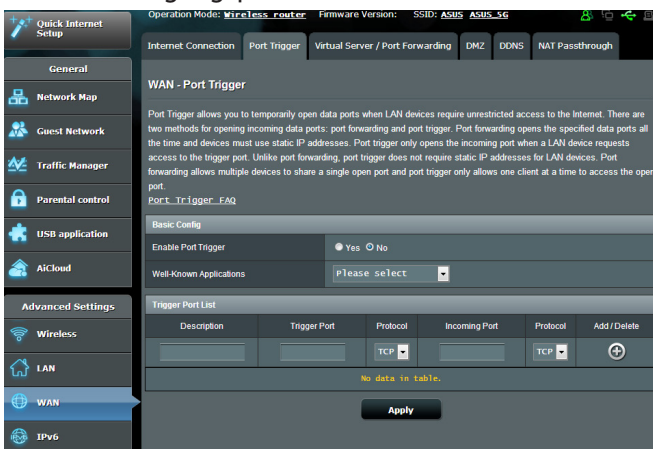 Quick Internet
Setup
General
Network Map
Guest Network
Traffic Manager
Parental control
USB application
AiCloud
Advanced Settings
Wireless
LAN
WAN
IPv6
Operation Mode: Wireless router Firmware Version: SSID: ASUS ASUS_5G
Internet Connection Port Trigger Virtual Server / Port Forwarding DMZ DDNS NAT Passthrough
WAN - Port Trigger
Port Trigger allows you to temporarily open data ports when LAN devices require unrestricted access to the Internet. There are
two methods for opening incoming data ports: port forwarding and port trigger. Port forwarding opens the specified data ports all
the time and devices must use static IP addresses. Port trigger only opens the incoming port when a LAN device requests
access to the trigger port. Unlike port forwarding, port trigger does not require static IP addresses for LAN devices. Port
forwarding allows multiple devices to share a single open port and port trigger only allows one client at a time to access the open
port.
Port Trigger FAQ
Basic Config
Enable Port Trigger Yes No
Well-Known Applications Please select
Trigger Port List
Description Trigger Port Protocol Incoming Port Protocol Add / Delete
TCP TCP
No data in table.
Apply